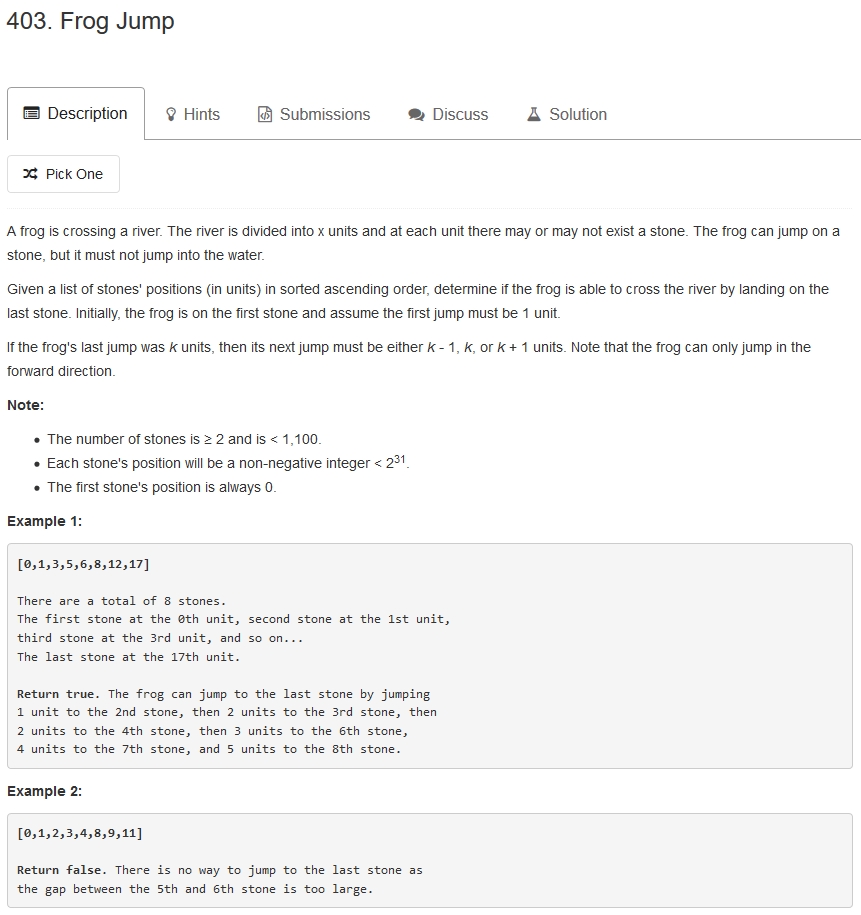 403. Frog Jump
Description
Hints
Submissions
Discuss
Solution
Pick One
A frog is crossing a river. The river is divided into x units and at each unit there may or may not exist a stone. The frog can jump on a
stone, but it must not jump into the water.
Given a list of stones' positions (in units) in sorted ascending order, determine if the frog is able to cross the river by landing on the
last stone. Initially, the frog is on the first stone and assume the first jump must be 1 unit.
If the frog's last jump was k units, then its next jump must be either k - 1, k, or k + 1 units. Note that the frog can only jump in the
forward direction.
Note:
• The number of stones is ≥ 2 and is < 1,100.
• Each stone's position will be a non-negative integer < 2³¹.
• The first stone's position is always 0.
Example 1:
[0,1,3,5,6,8,12,17]
There are a total of 8 stones.
The first stone at the 0th unit, second stone at the 1st unit,
third stone at the 3rd unit, and so on...
The last stone at the 17th unit.
Return true. The frog can jump to the last stone by jumping
1 unit to the 2nd stone, then 2 units to the 3rd stone, then
2 units to the 4th stone, then 3 units to the 6th stone,
4 units to the 7th stone, and 5 units to the 8th stone.
Example 2:
[0,1,2,3,4,8,9,11]
Return false. There is no way to jump to the last stone as
the gap between the 5th and 6th stone is too large.